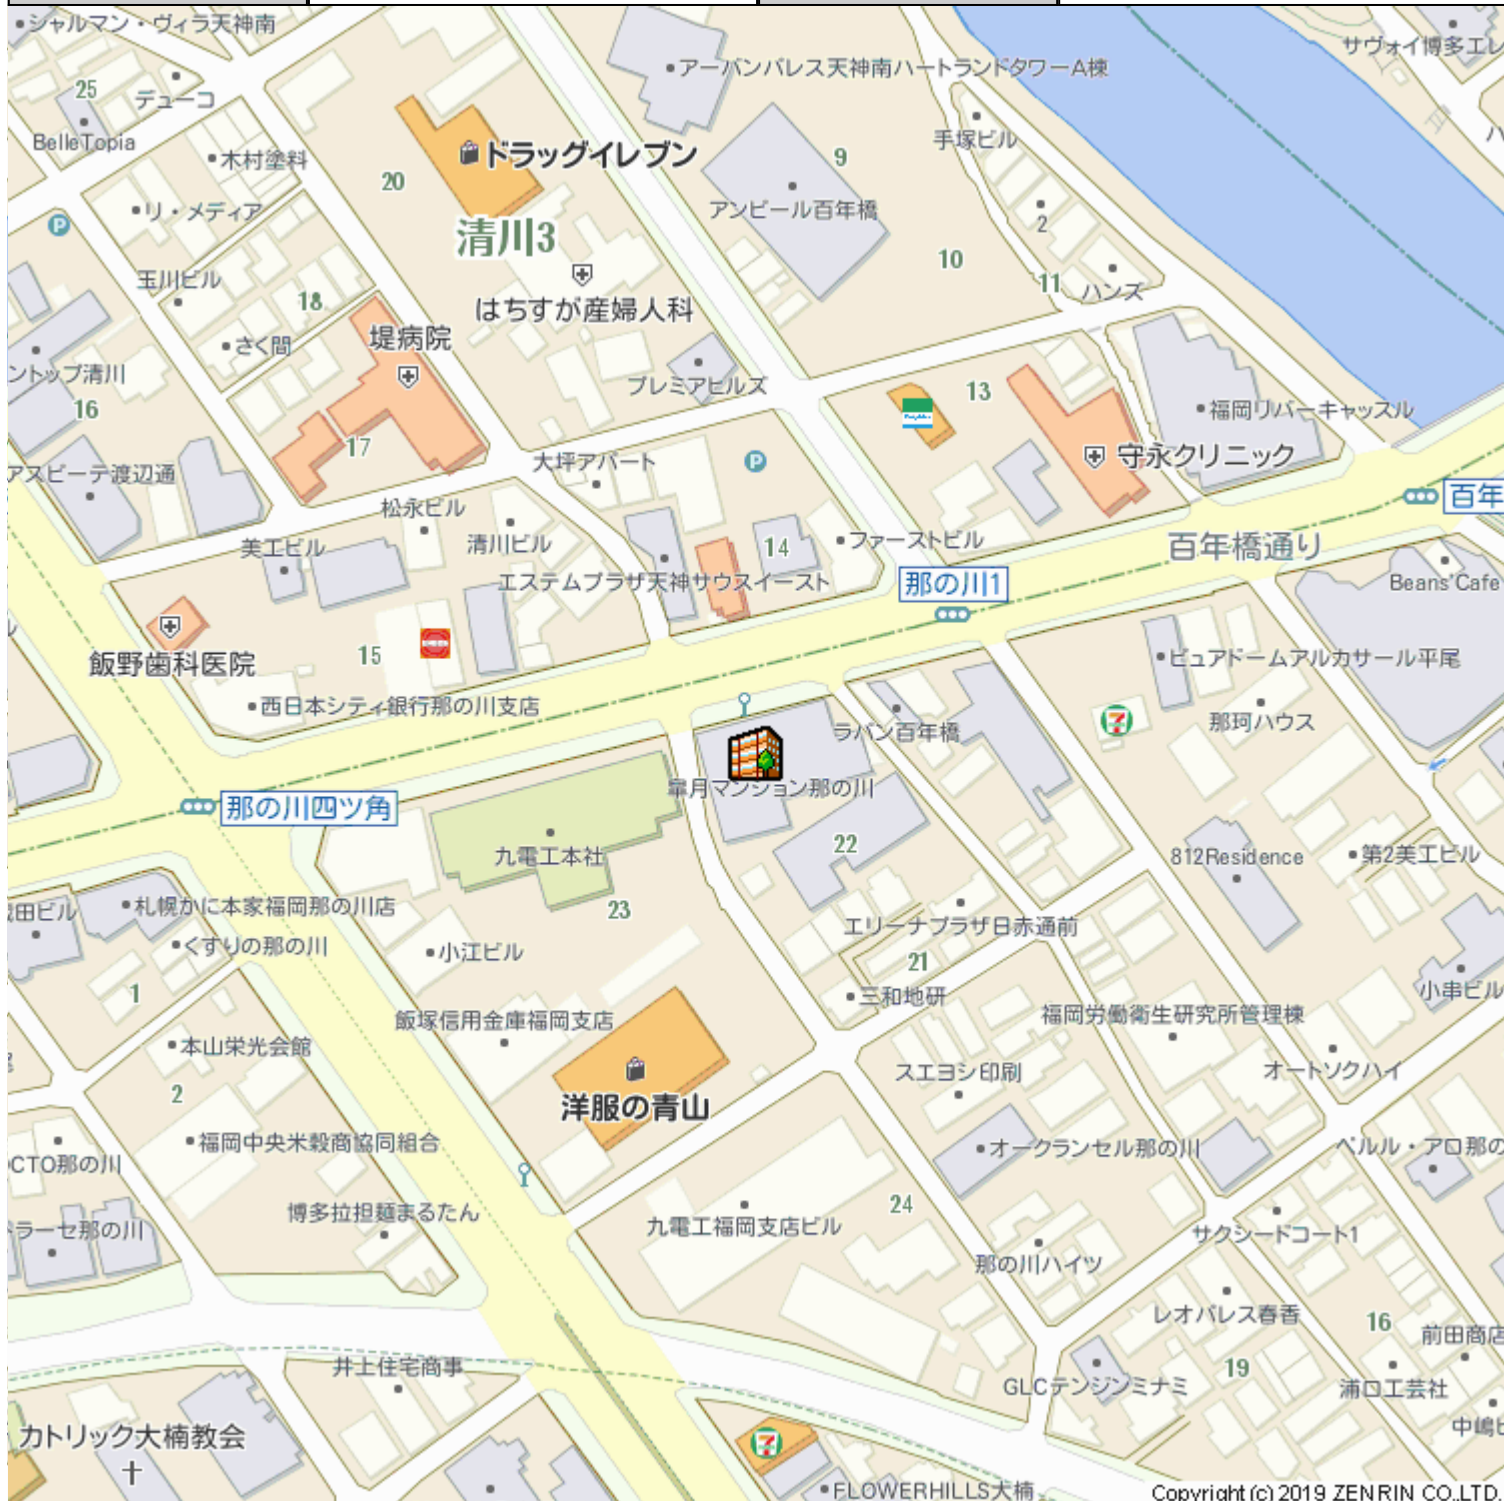 シャルマン・ヴィラ天神南
サヴォイ博多エレ
アーバンパレス天神南ハートランドタワーA棟
25
デューコ
BelleTopia
木村塗料
ドラッグイレブン
手塚ビル
9
20
リ・メディア
アンピール百年橋
2
清川3
10
玉川ビル
11
ハンズ
18
はちすが産婦人科
堤病院
さく間
ントップ清川
プレミアヒルズ
13
16
福岡リバーキャッスル
17
大坪アパート
守永クリニック
アスピーテ渡辺通
松永ビル
百年
美工ビル
清川ビル
14
ファーストビル
百年橋通り
エステムプラザ天神サウスイースト
那の川1
Beans'Cafe
15
飯野歯科医院
ピュアドームアルカサール平尾
西日本シティ銀行那の川支店
那珂ハウス
ラパン百年橋
皐月マンション那の川
那の川四ツ角
22
九電工本社
812Residence
第2美工ビル
札幌かに本家福岡那の川店
田ビル
23
エリーナプラザ日赤通前
くすりの那の川
小江ビル
21
1
三和地研
小串ビル
飯塚信用金庫福岡支店
福岡労働衛生研究所管理棟
本山栄光会館
スエヨシ印刷
オートソクハイ
2
洋服の青山
福岡中央米穀商協同組合
オークランセル那の川
ペルル・アロ那の
CTO那の川
24
博多拉担麺まるたん
九電工福岡支店ビル
ラーセ那の川
サクシードコート1
那の川ハイツ
レオパレス春香
16
前田商店
井上住宅商事
19
GLCテンジンミナミ
浦口工芸社
中嶋ビ
カトリック大楠教会
FLOWERHILLS大楠
Copyright (c) 2019 ZENRIN CO.,LTD